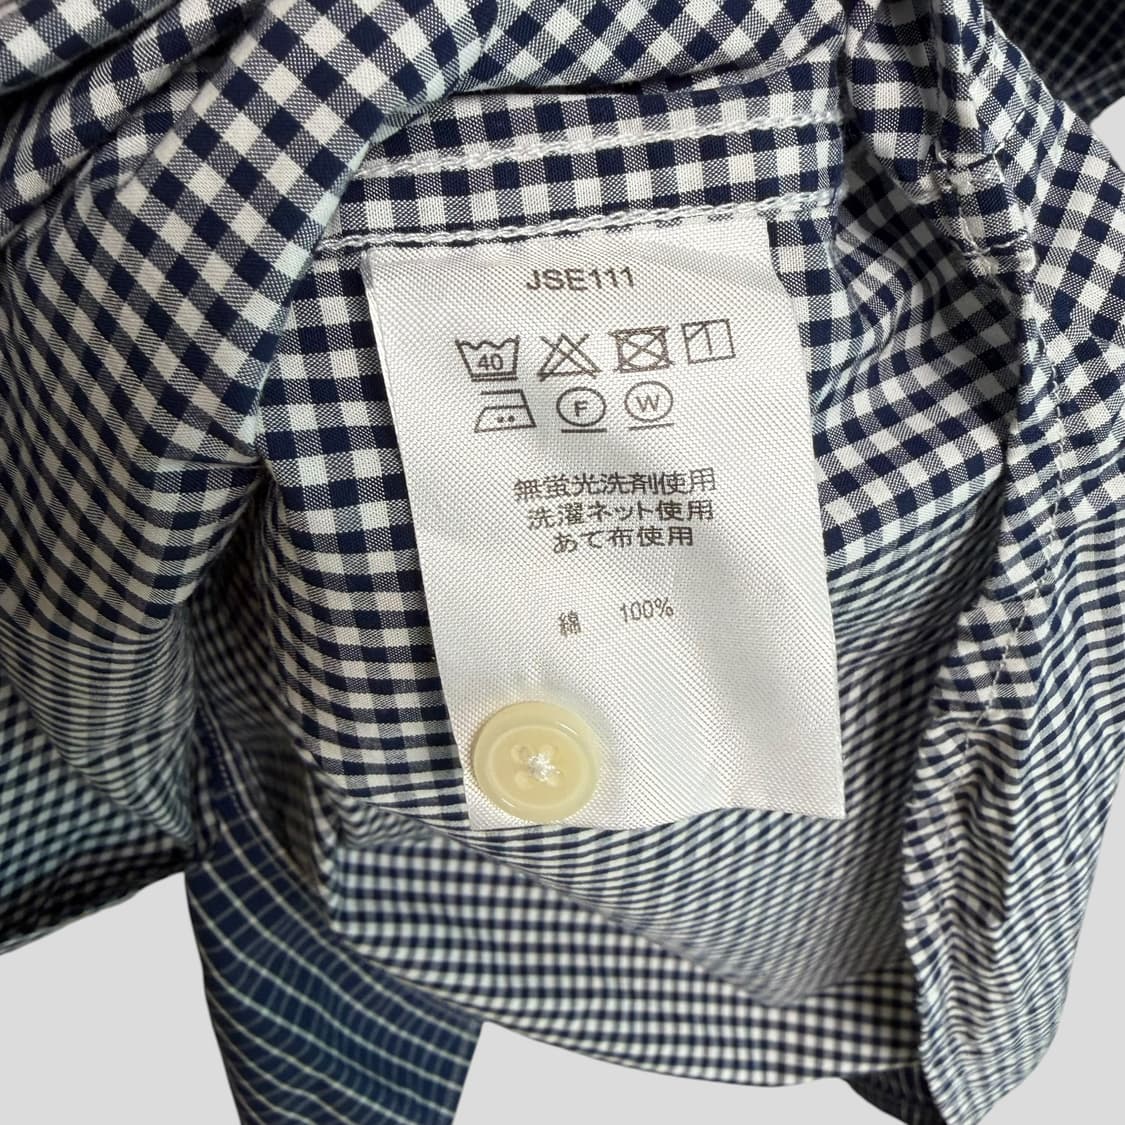 JSE111
40
F W
無蛍光洗剤使用
洗濯ネット使用
あて布使用
綿 100%